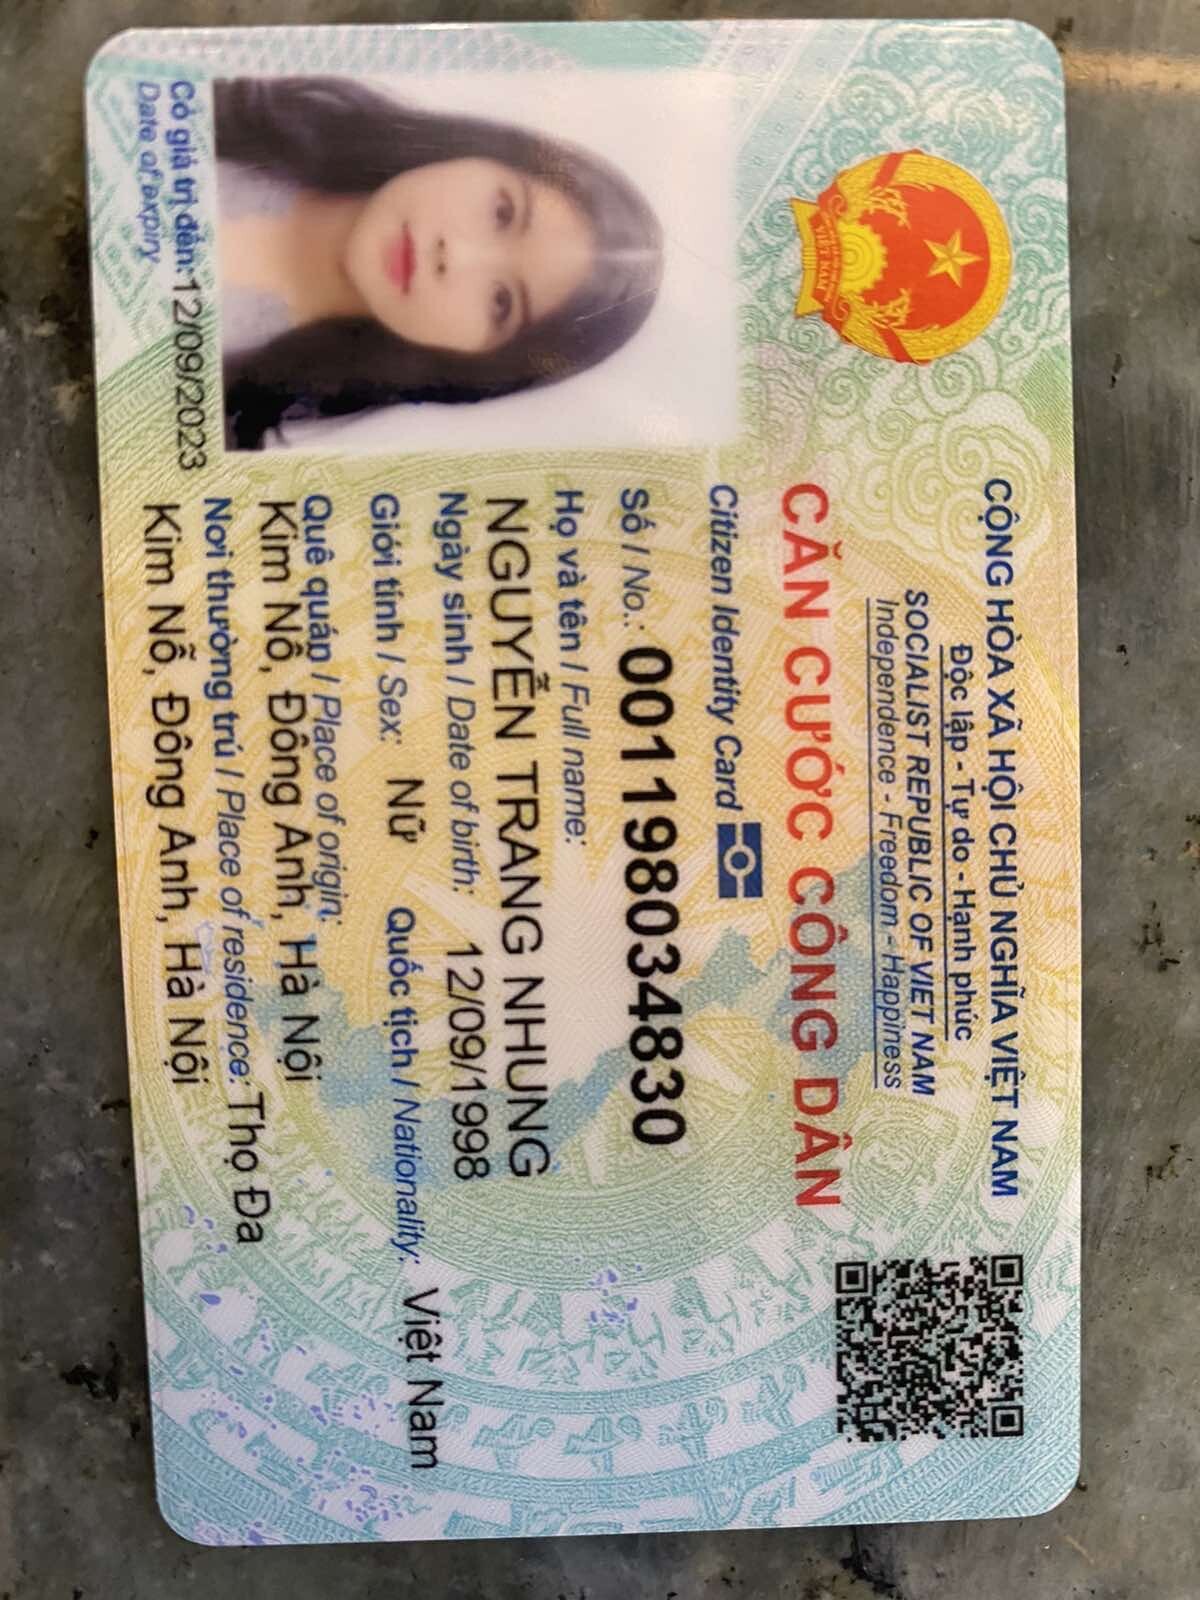 CỘNG HÒA XÃ HỘI CHỦ NGHĨA VIỆT NAM
Độc lập - Tự do - Hạnh phúc
SOCIALIST REPUBLIC OF VIET NAM
Independence - Freedom - Happiness
CĂN CƯỚC CÔNG DÂN
Citizen Identity Card
Số / No.: 001198034830
Họ và tên / Full name:
NGUYỄN TRANG NHUNG
Ngày sinh / Date of birth: 12/09/1998
Giới tính / Sex: Nữ Quốc tịch / Nationality: Việt Nam
Quê quán / Place of origin:
Kim Nỗ, Đông Anh, Hà Nội
Nơi thường trú / Place of residence: Thọ Đa
Kim Nỗ, Đông Anh, Hà Nội
Có giá trị đến: 12/09/2023
Date of expiry
VIỆT NAM